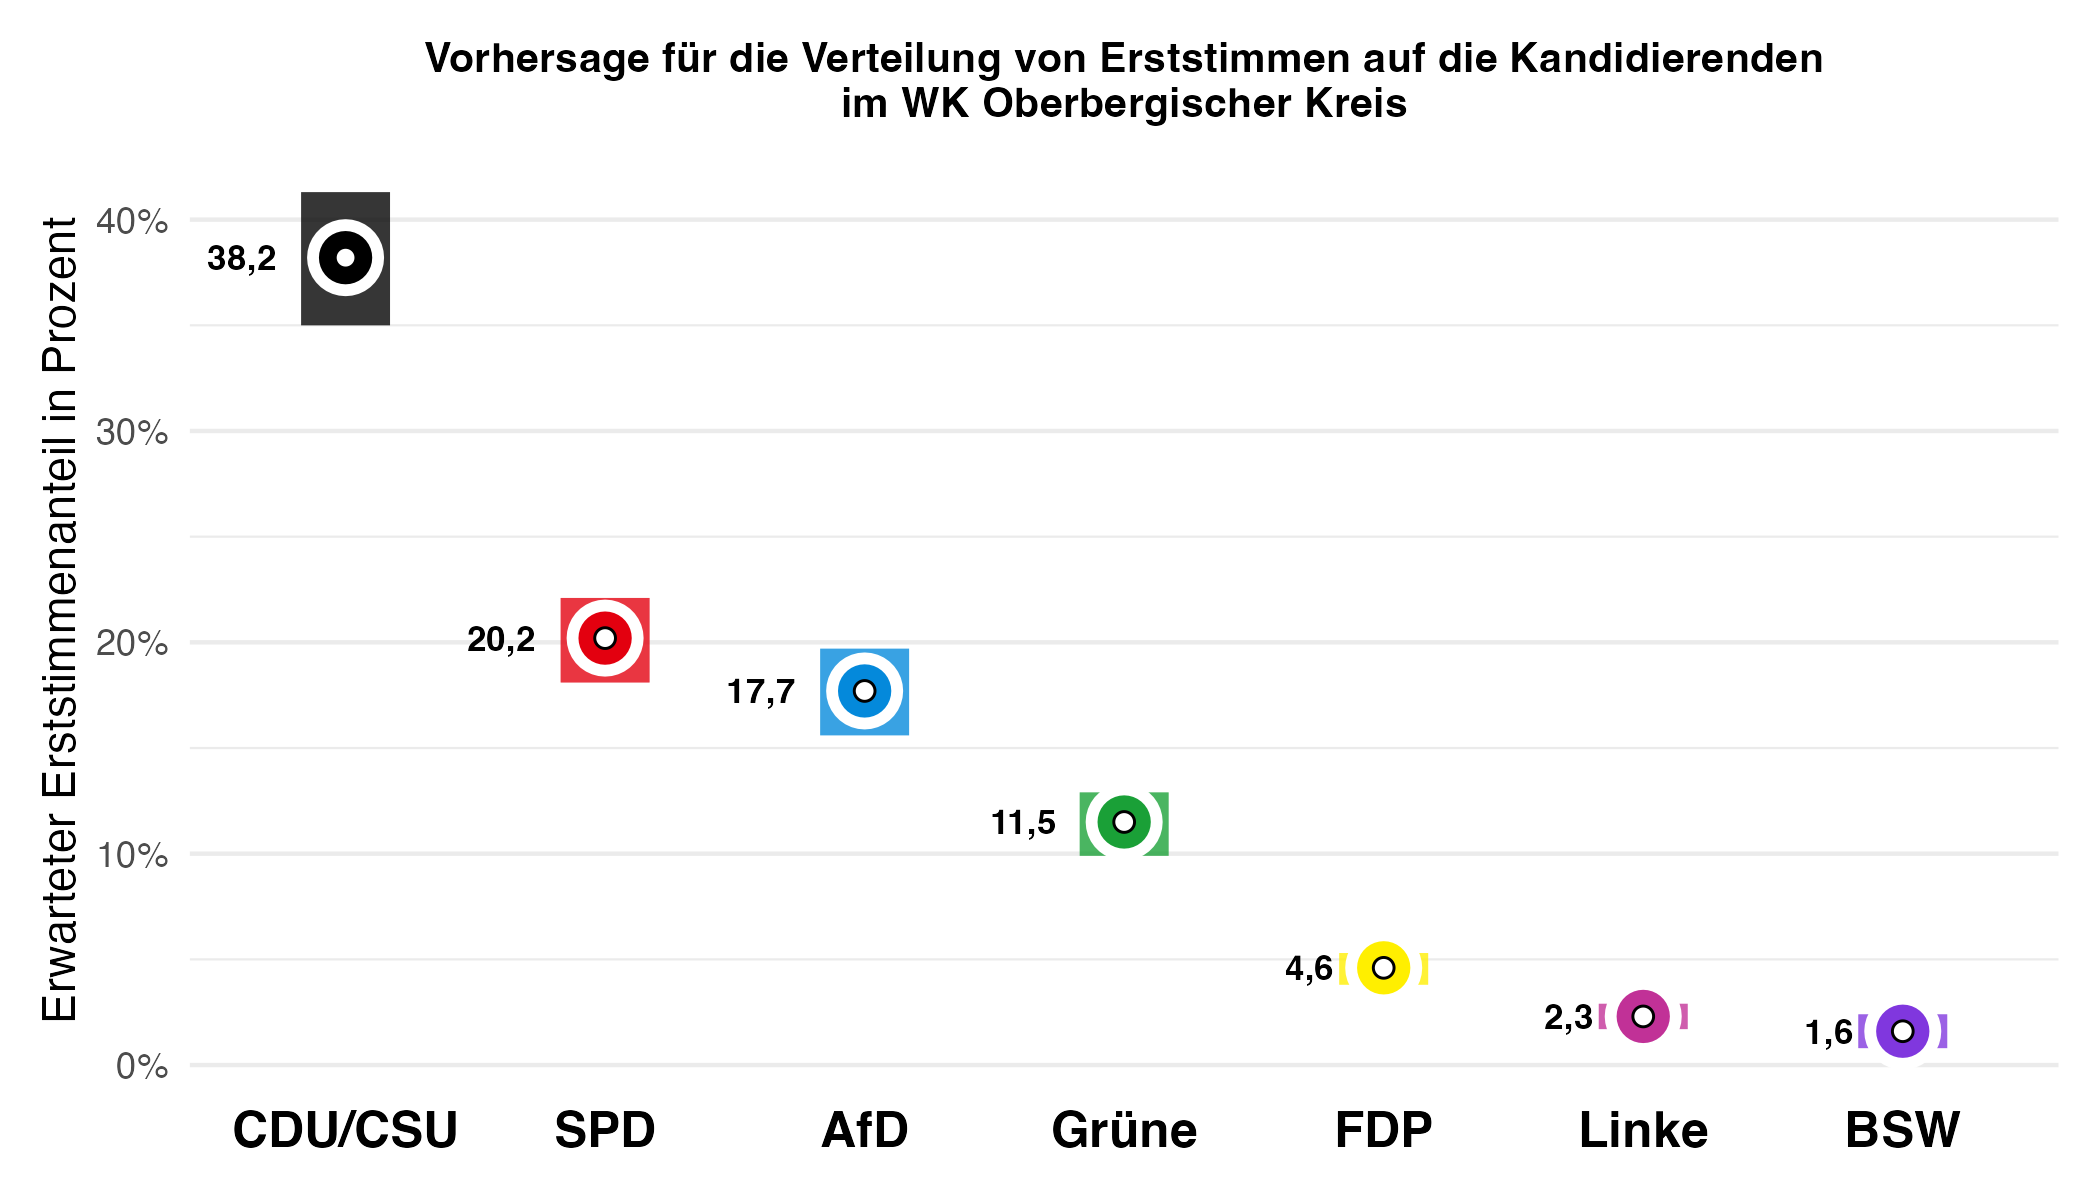 Vorhersage für die Verteilung von Erststimmen auf die Kandidierenden
im WK Oberbergischer Kreis
Erwarteter Erststimmenanteil in Prozent
40%
30%
20%
10%
0%
38,2
20,2
17,7
11,5
4,6
2,3
1,6
CDU/CSU
SPD
AfD
Grüne
FDP
Linke
BSW